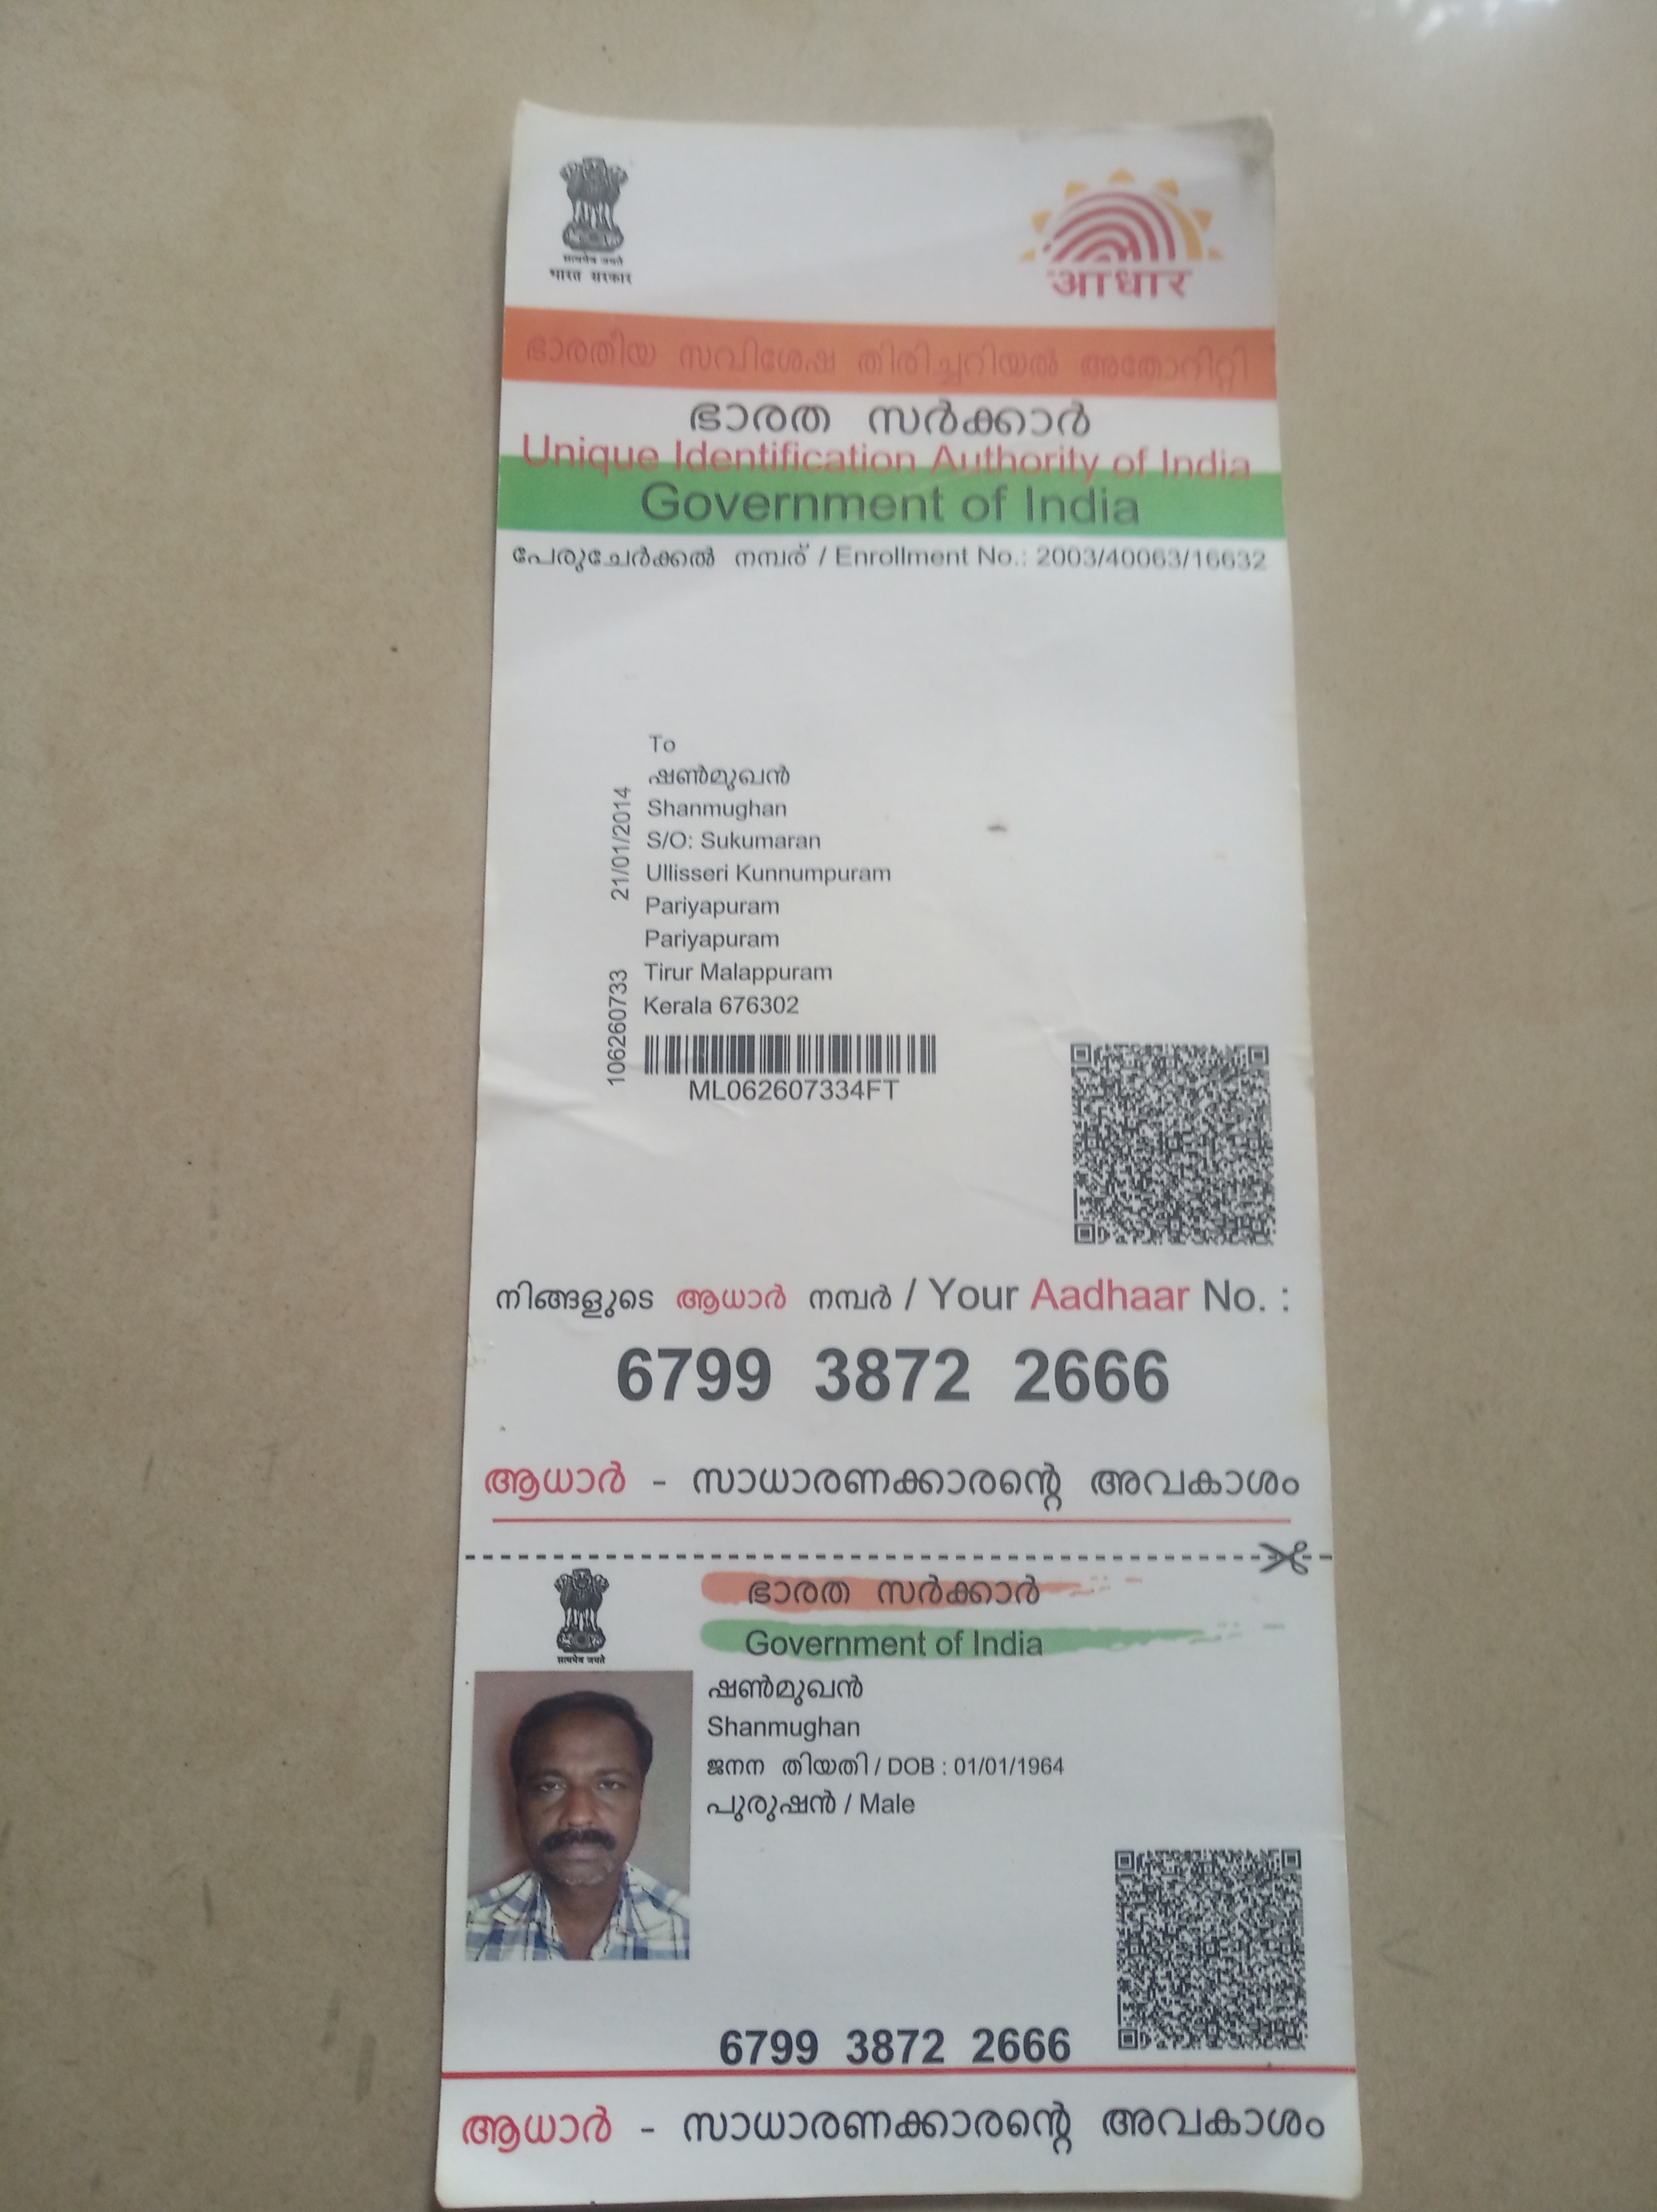 सत्यमेव जयते
भारत सरकार
आधार
ഭാരതീയ സവിശേഷ തിരിച്ചറിയൽ അതോറിറ്റി
ഭാരത സർക്കാർ
Unique Identification Authority of India
Government of India
പേരുചേർക്കൽ നമ്പര് / Enrollment No.: 2003/40063/16632
To
ഷൺമുഖൻ
Shanmughan
S/O: Sukumaran
Ullisseri Kunnumpuram
Pariyapuram
Pariyapuram
Tirur Malappuram
Kerala 676302
21/01/2014
106260733
ML062607334FT
നിങ്ങളുടെ ആധാർ നമ്പർ / Your Aadhaar No. :
6799 3872 2666
ആധാർ - സാധാരണക്കാരന്റെ അവകാശം
സത്യमेव जयते
ഭാരത സർക്കാർ
Government of India
ഷൺമുഖൻ
Shanmughan
ജനന തിയതി / DOB : 01/01/1964
പുരുഷൻ / Male
6799 3872 2666
ആധാർ - സാധാരണക്കാരന്റെ അവകാശം